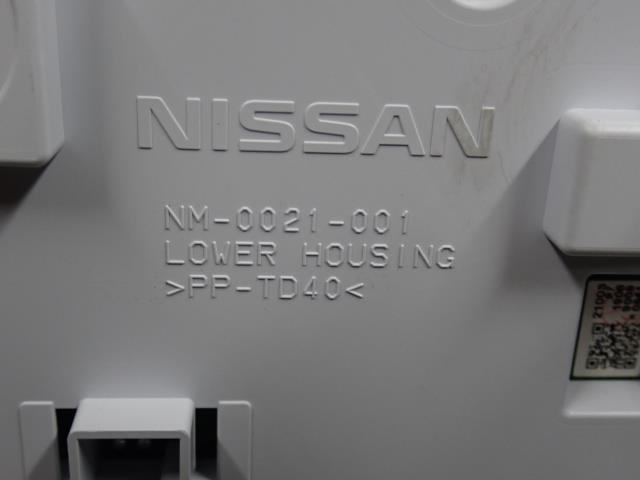 NISSAN
NM-0021-001
LOWER HOUSING
>PP-TD40<